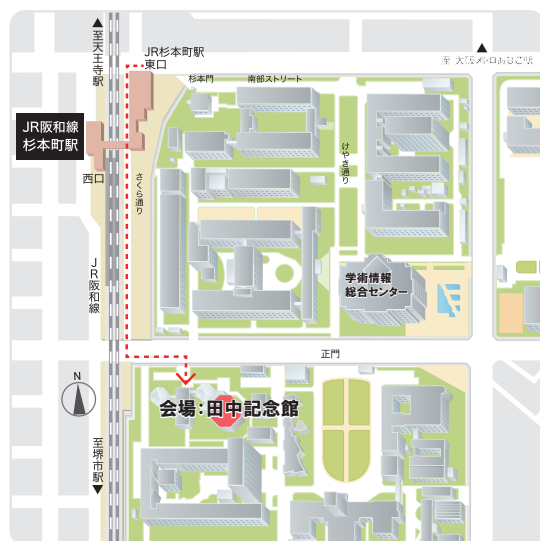 至天王寺駅
JR杉本町駅
東口
至 大阪メトロあびこ駅
杉本門
南部ストリート
JR阪和線
杉本町駅
けやき通り
西口
さくら通り
JR阪和線
学術情報
総合センター
正門
N
会場:田中記念館
至堺市駅